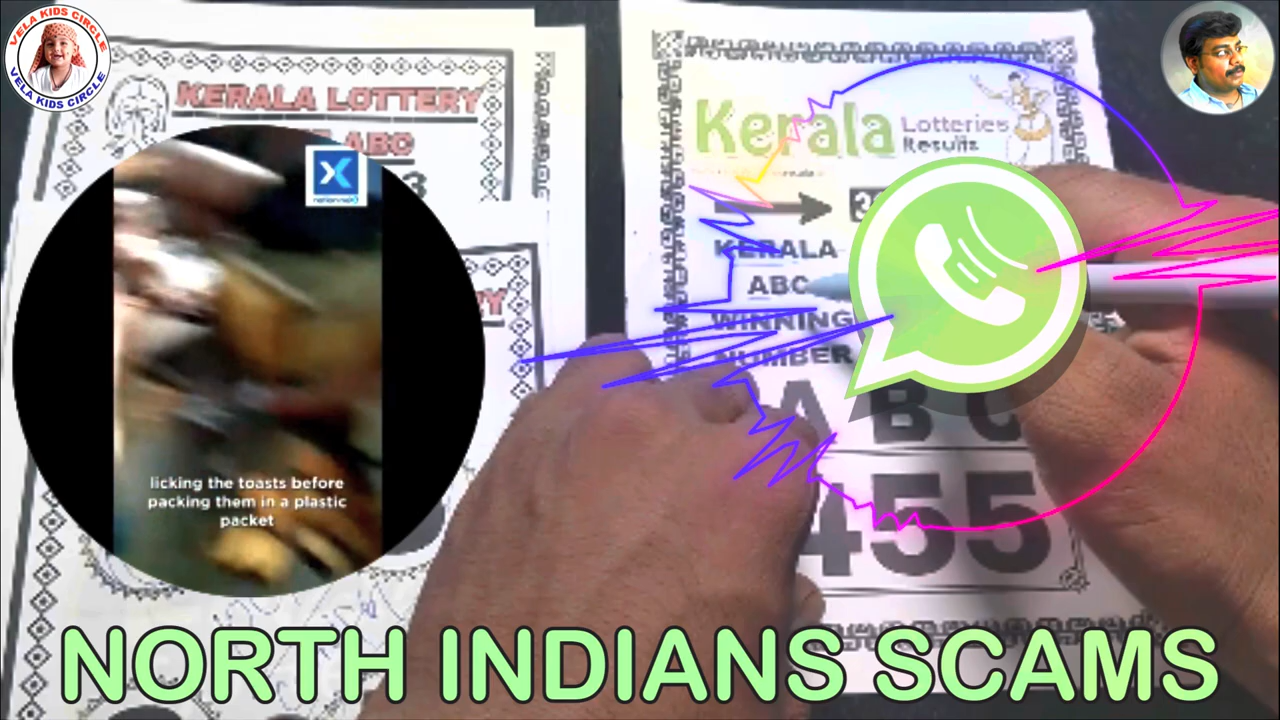 VELA KIDS CIRCLE
VELA KIDS CIRCLE
KERALA LOTTERY
ABC
3
Kerala
Lotteries
Results
KERALA
ABC
WINNING
NUMBER
A B C
455
licking the toasts before
packing them in a plastic
packet
NORTH INDIANS SCAMS